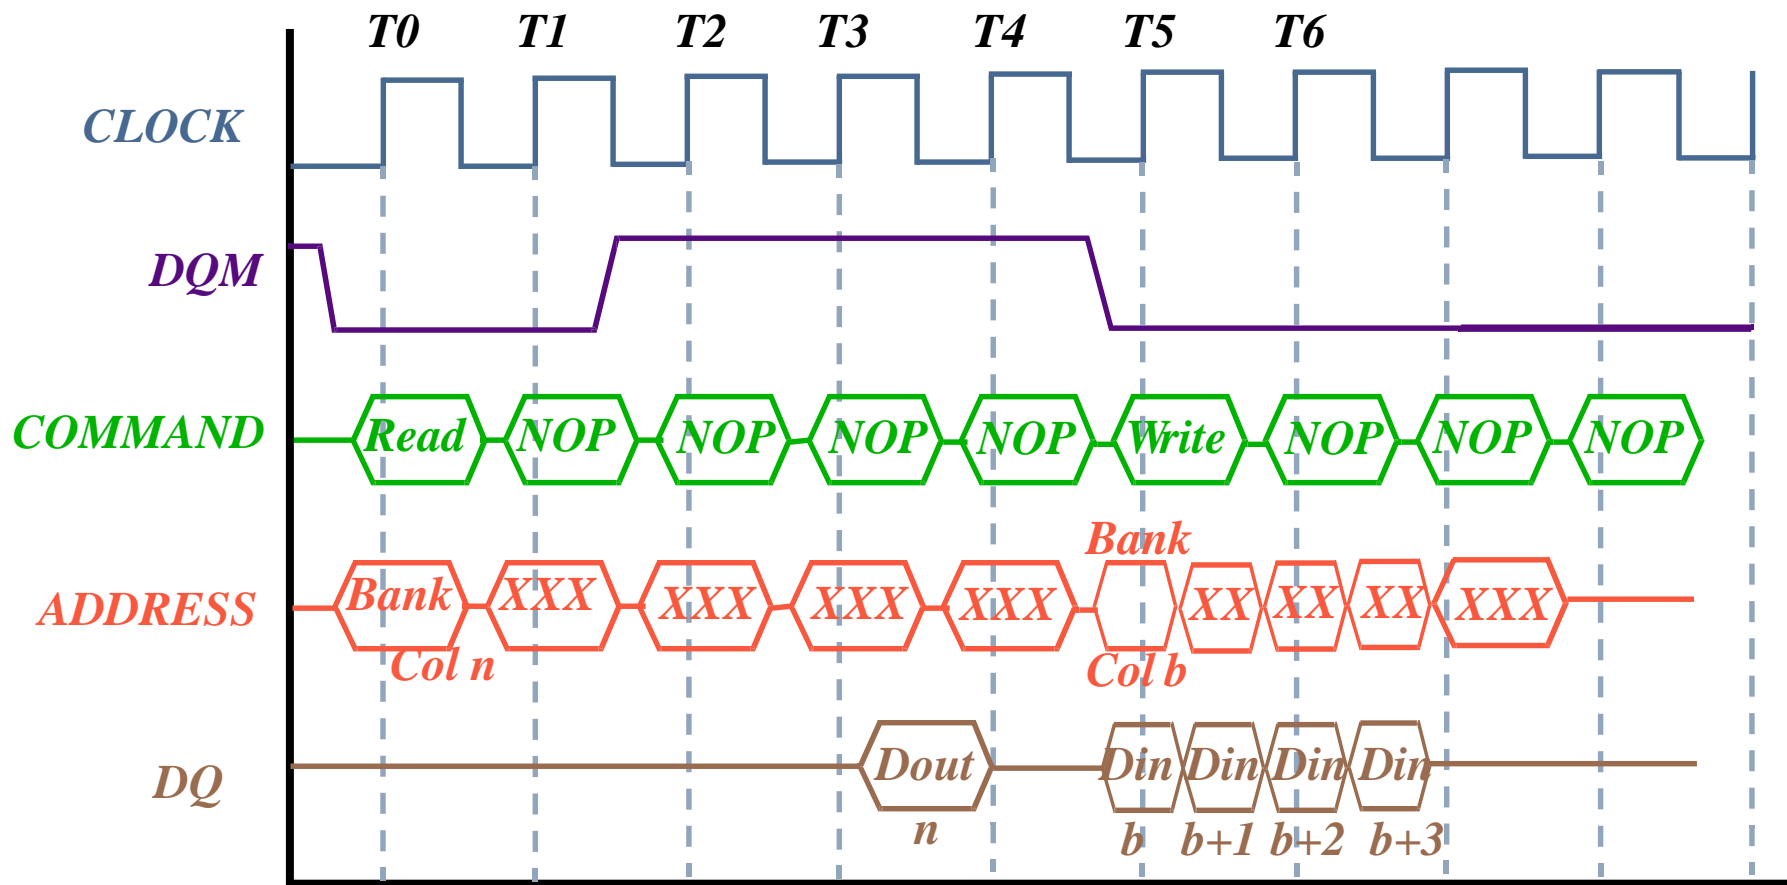 T0 T1 T2 T3 T4 T5 T6
CLOCK
DQM
COMMAND Read NOP NOP NOP NOP Write NOP NOP NOP
Bank
ADDRESS Bank XXX XXX XXX XXX XX XX XX XXX
Col n Col b
DQ Dout Din Din Din Din
n b b+1 b+2 b+3